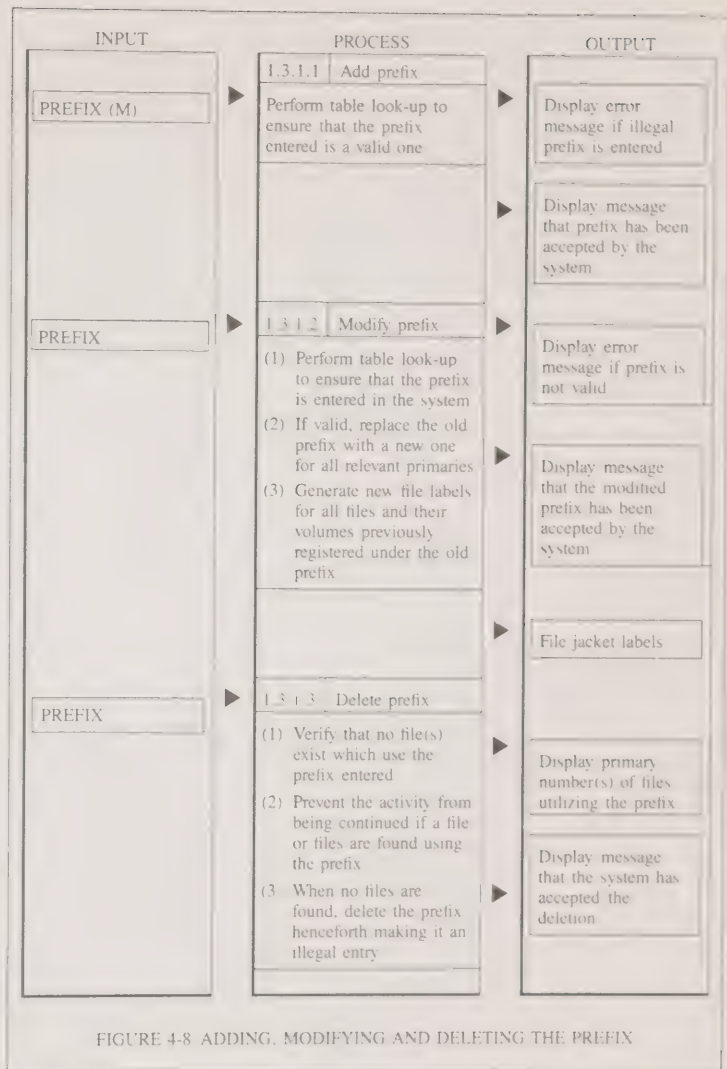 INPUT
PROCESS
OUTPUT
PREFIX (M)
1.3.1.1 Add prefix
Perform table look-up to
ensure that the prefix
entered is a valid one
Display error
message if illegal
prefix is entered
Display message
that prefix has been
accepted by the
system
PREFIX
1.3.1.2 Modify prefix
(1) Perform table look-up
to ensure that the prefix
is entered in the system
(2) If valid, replace the old
prefix with a new one
for all relevant primaries
(3) Generate new file labels
for all files and their
volumes previously
registered under the old
prefix
Display error
message if prefix is
not valid
Display message
that the modified
prefix has been
accepted by the
system
File jacket labels
PREFIX
1.3.1.3 Delete prefix
(1) Verify that no file(s)
exist which use the
prefix entered
(2) Prevent the activity from
being continued if a file
or files are found using
the prefix
(3 When no files are
found, delete the prefix
henceforth making it an
illegal entry
Display primary
number(s) of files
utilizing the prefix
Display message
that the system has
accepted the
deletion
FIGURE 4-8 ADDING, MODIFYING AND DELETING THE PREFIX